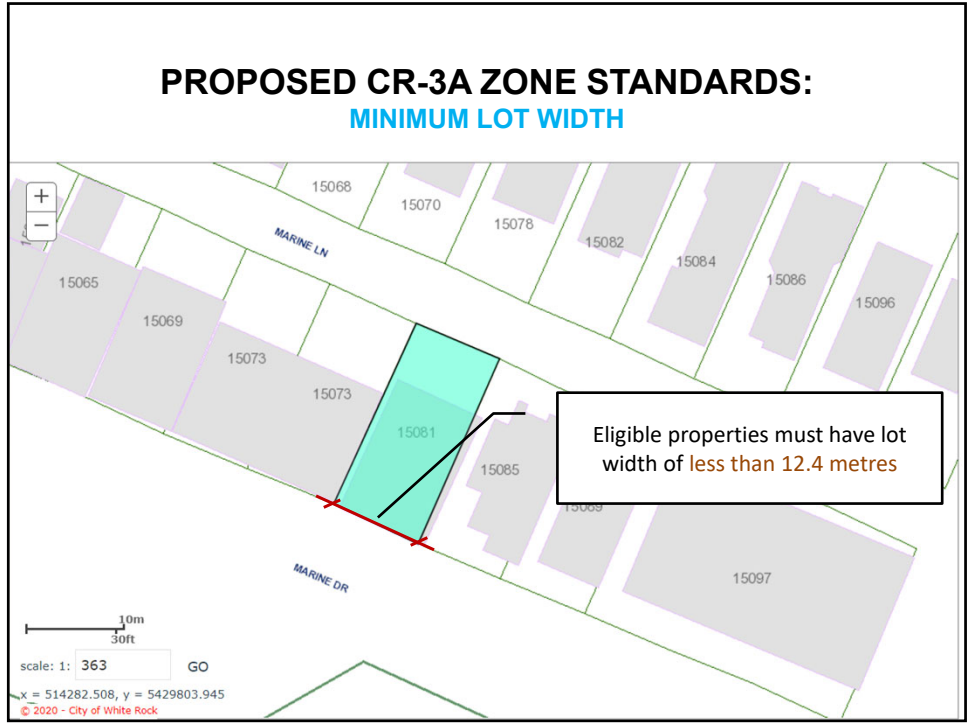 PROPOSED CR-3A ZONE STANDARDS:
MINIMUM LOT WIDTH
+
−
15068
15070
15078
15082
15084
15086
15096
MARINE LN
15065
15069
15073
15073
15081
15085
15089
15097
Eligible properties must have lot
width of less than 12.4 metres
MARINE DR
10m
30ft
scale: 1: 363 GO
x = 514282.508, y = 5429803.945
© 2020 - City of White Rock